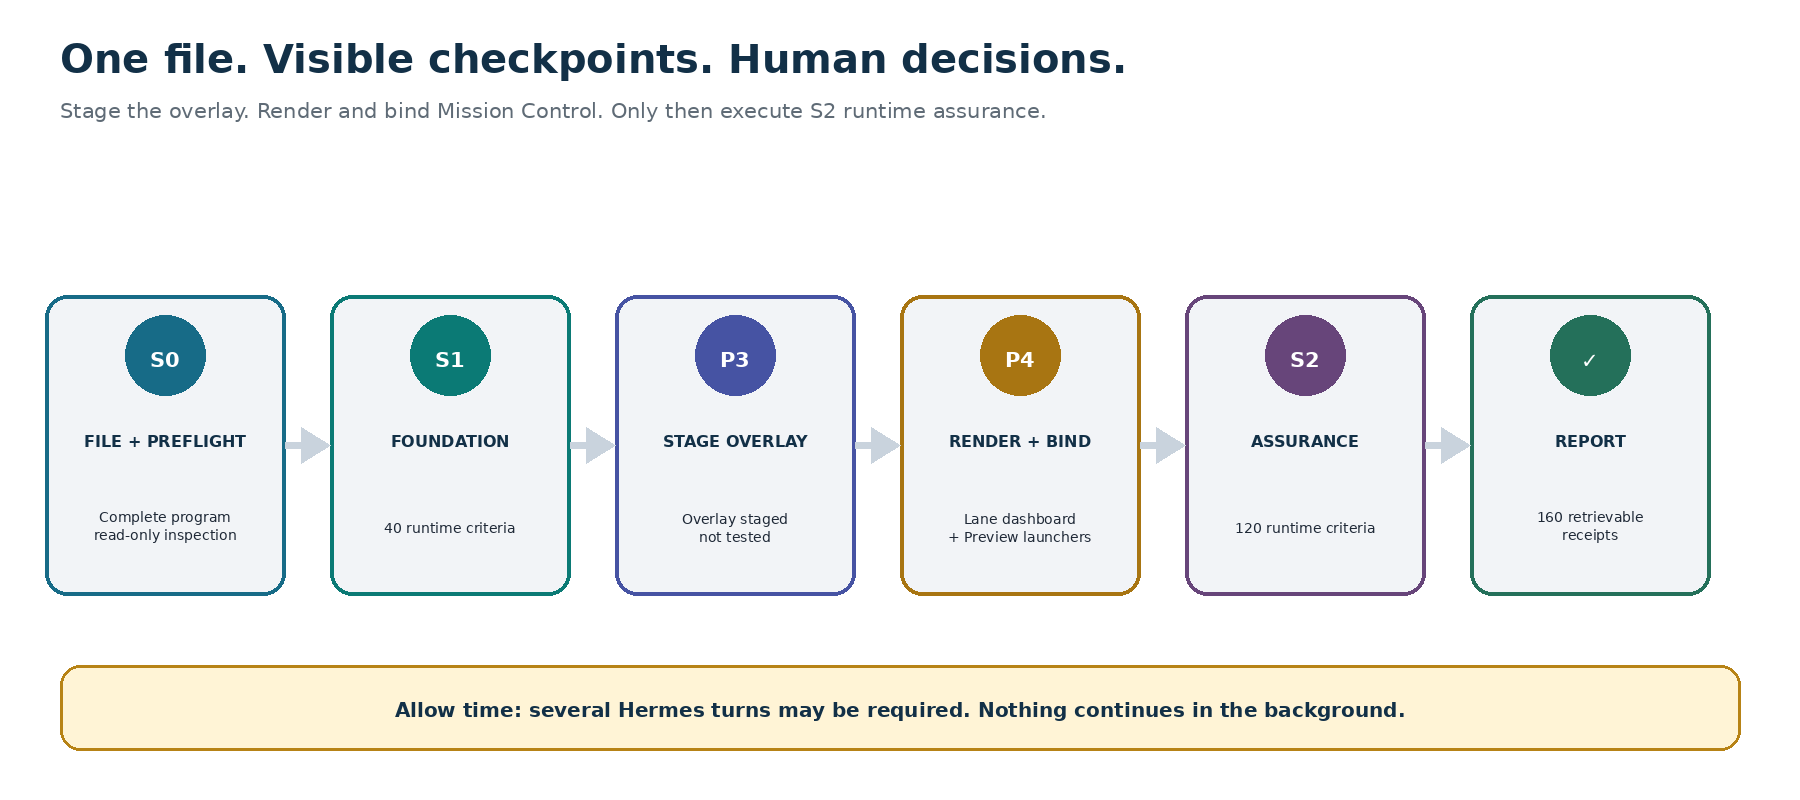 One file. Visible checkpoints. Human decisions.
Stage the overlay. Render and bind Mission Control. Only then execute S2 runtime assurance.
S0
FILE + PREFLIGHT
Complete program
read-only inspection
S1
FOUNDATION
40 runtime criteria
P3
STAGE OVERLAY
Overlay staged
not tested
P4
RENDER + BIND
Lane dashboard
+ Preview launchers
S2
ASSURANCE
120 runtime criteria
✓
REPORT
160 retrievable
receipts
Allow time: several Hermes turns may be required. Nothing continues in the background.